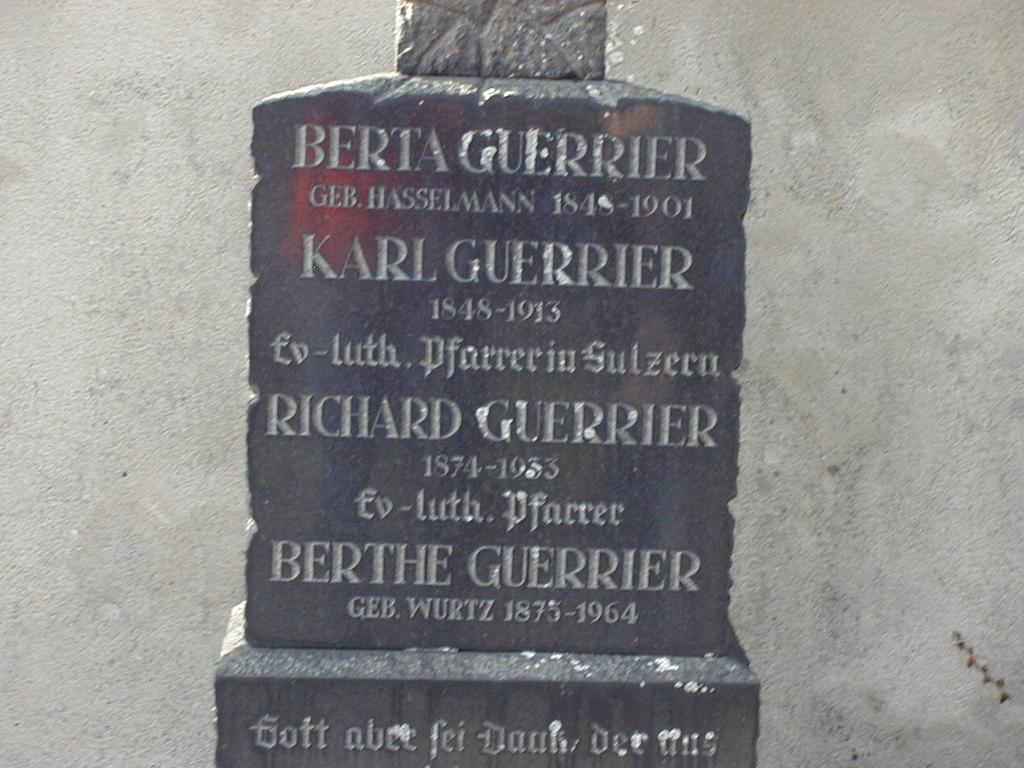 BERTA GUERRIER
GEB. HASSELMANN 1848-1901
KARL GUERRIER
1848-1913
Ev-luth. Pfarrer in Sulzern
RICHARD GUERRIER
1874-1953
Ev-luth. Pfarrer
BERTHE GUERRIER
GEB. WURTZ 1875-1964
Gott aber sei Dank, der uns